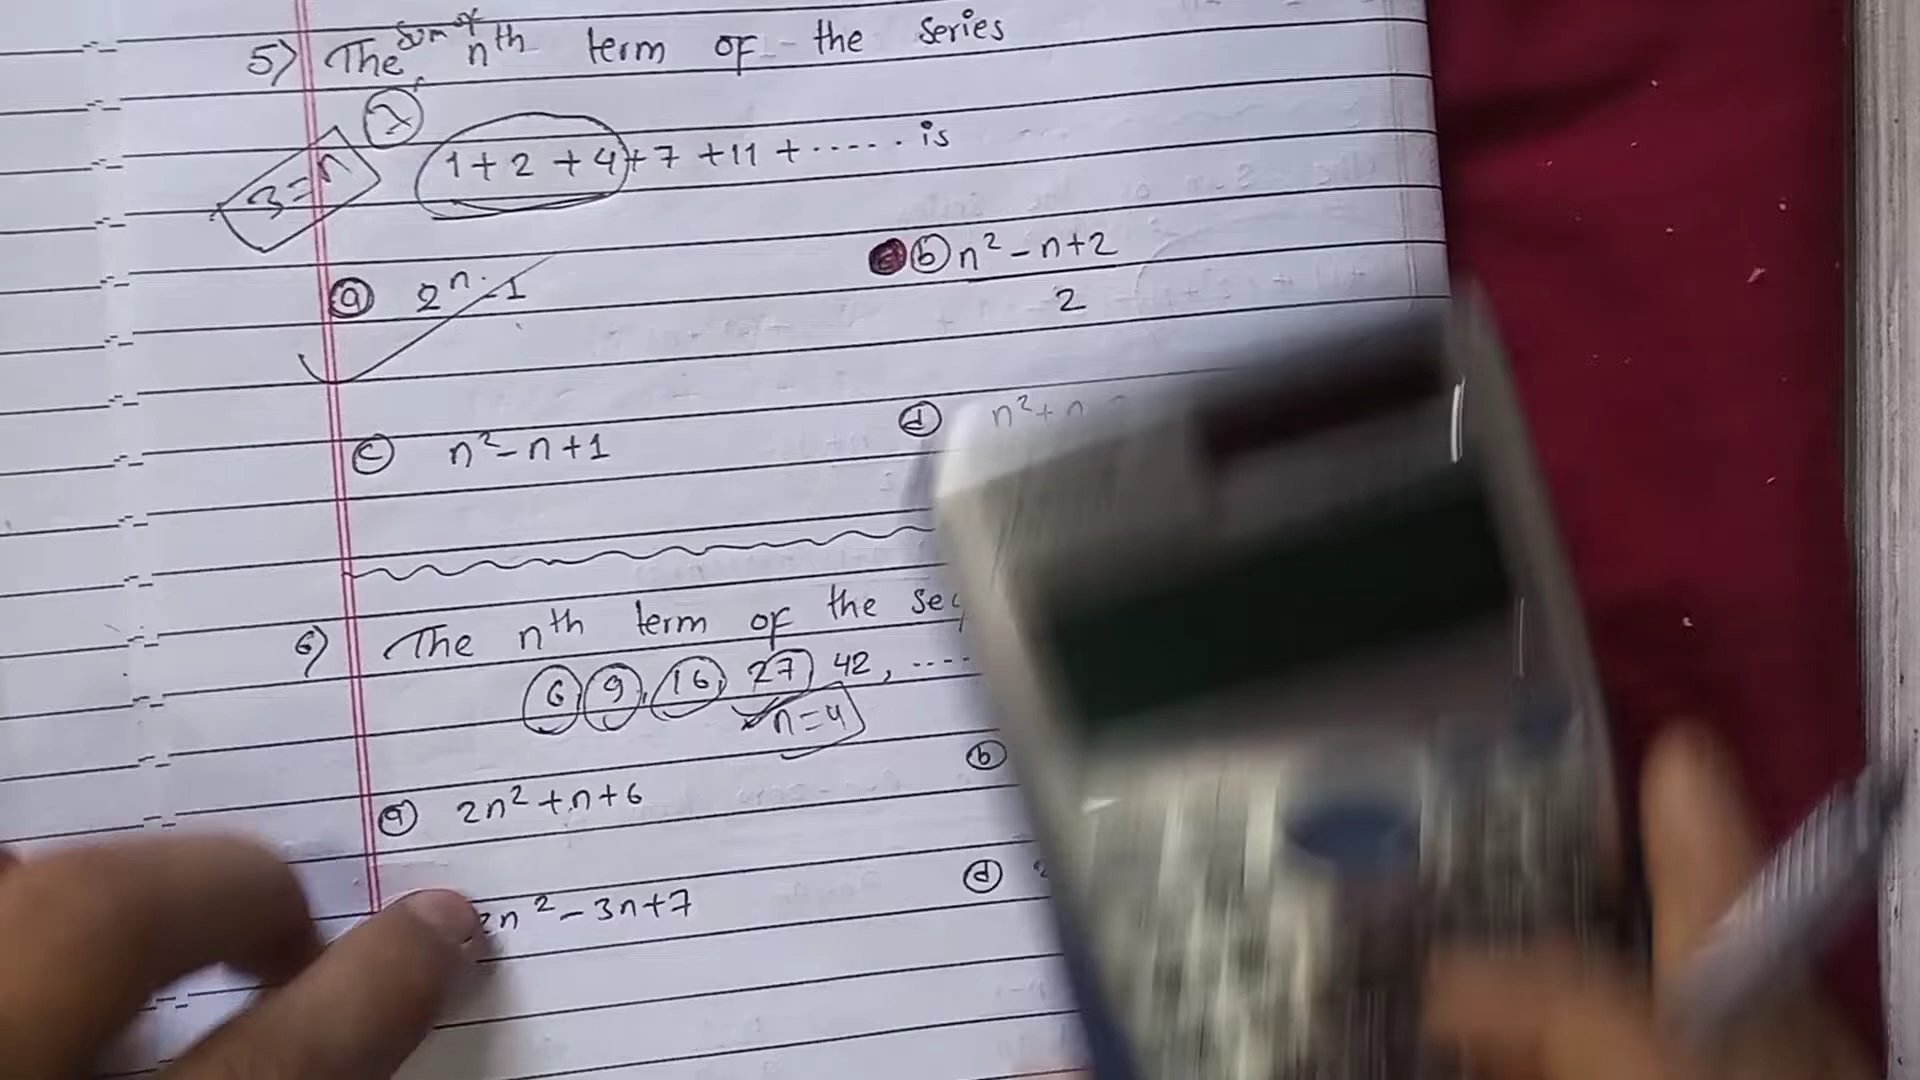 5) The sum of nth term of the series
3=n
1 + 2 + 4 + 7 + 11 + ..... is
a 2^n - 1
b n² - n + 2
2
c n² - n + 1
d n² + n
6) The nth term of the
6, 9, 16, 27, 42, ....
n=4
a 2n² + n + 6
b
2n² - 3n + 7
d